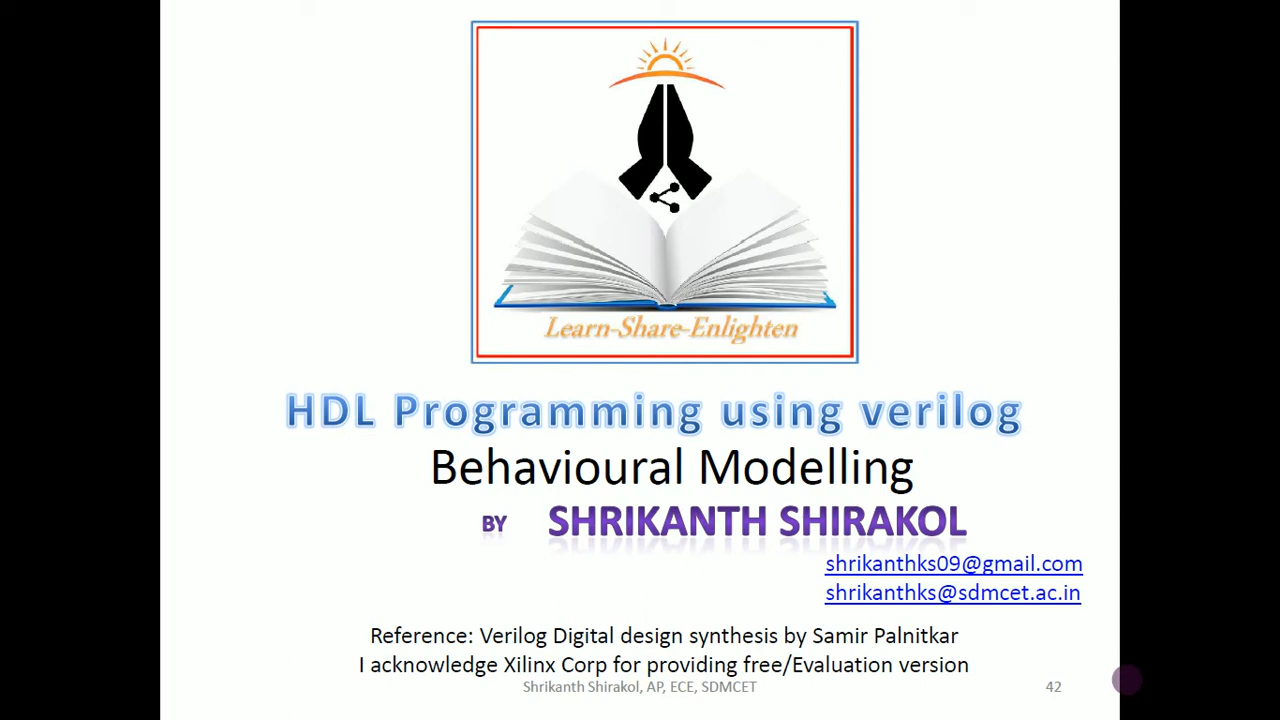 Learn-Share-Enlighten
HDL Programming using verilog
Behavioural Modelling
BY SHRIKANTH SHIRAKOL
shrikanthks09@gmail.com
shrikanthks@sdmcet.ac.in
Reference: Verilog Digital design synthesis by Samir Palnitkar
I acknowledge Xilinx Corp for providing free/Evaluation version
Shrikanth Shirakol, AP, ECE, SDMCET 42